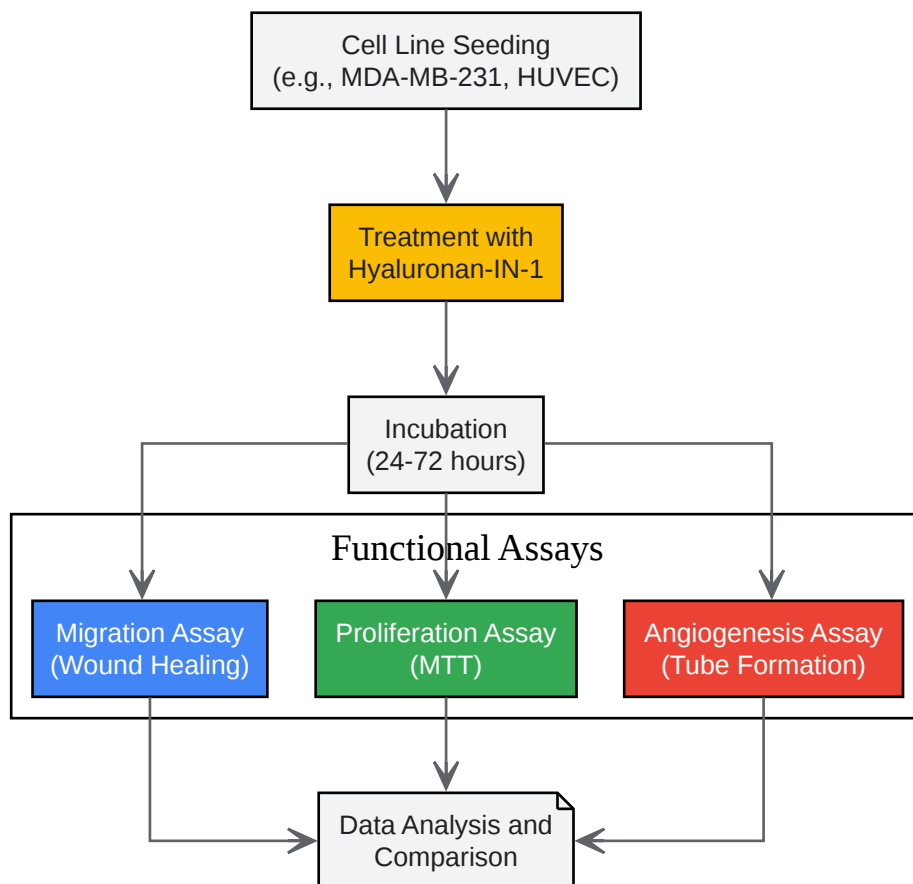 Cell Line Seeding
(e.g., MDA-MB-231, HUVEC)
Treatment with
Hyaluronan-IN-1
Incubation
(24-72 hours)
Functional Assays
Migration Assay
(Wound Healing)
Proliferation Assay
(MTT)
Angiogenesis Assay
(Tube Formation)
Data Analysis and
Comparison